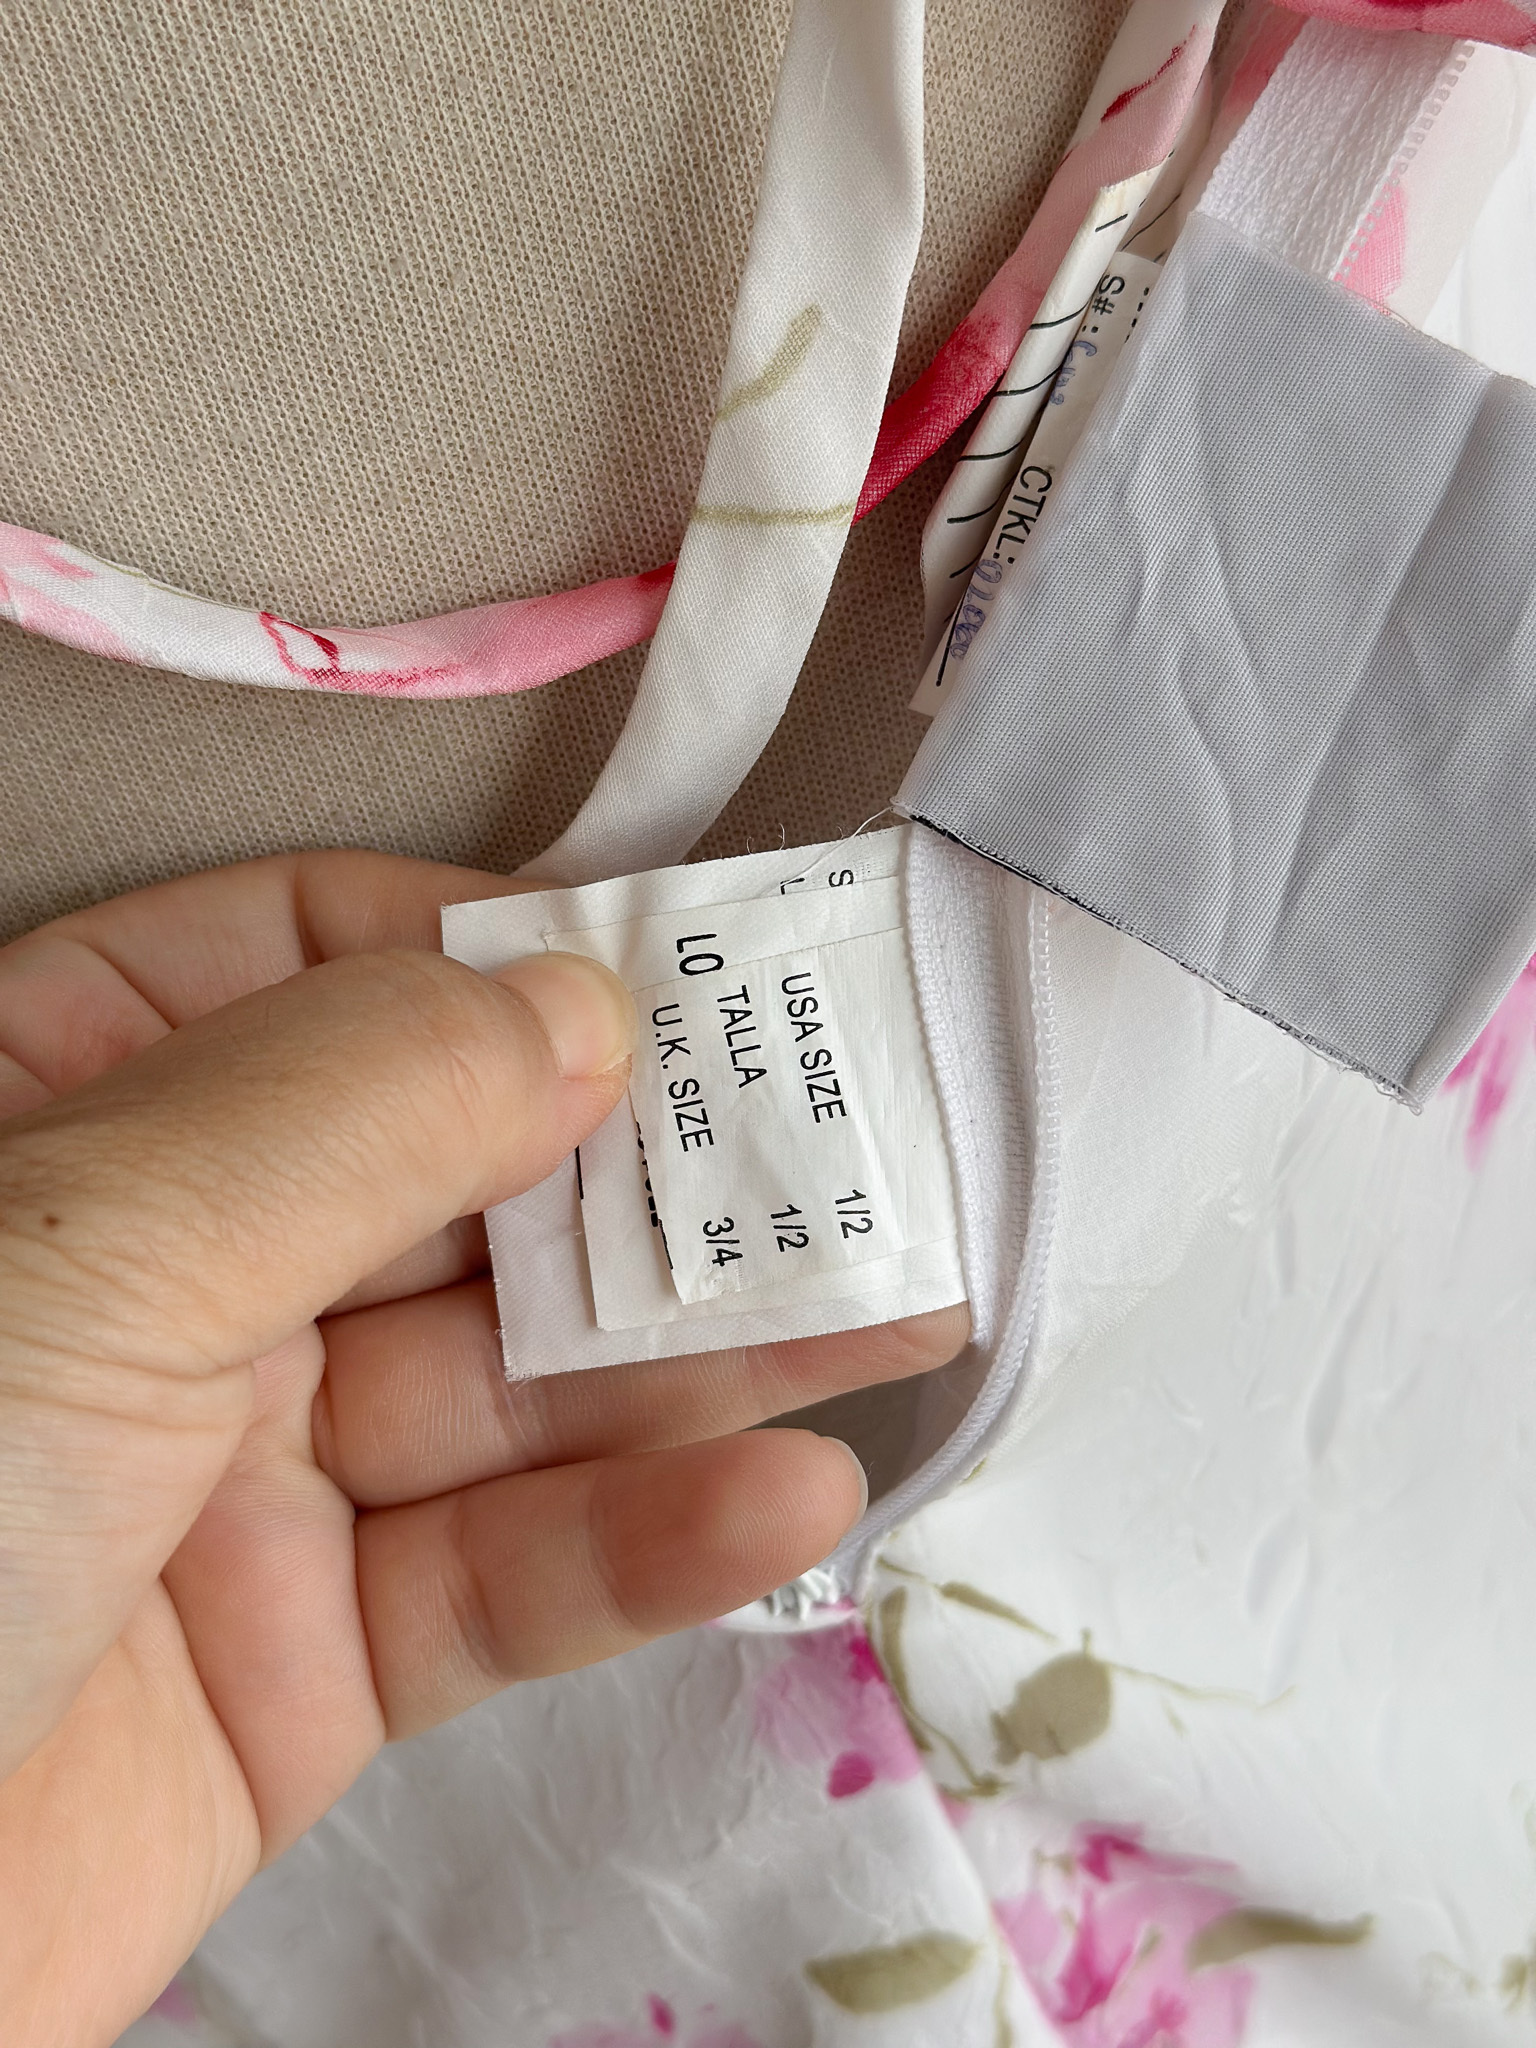 USA SIZE 1/2
TALLA 1/2
U.K. SIZE 3/4
LO
S
L
S#:
CTKL: